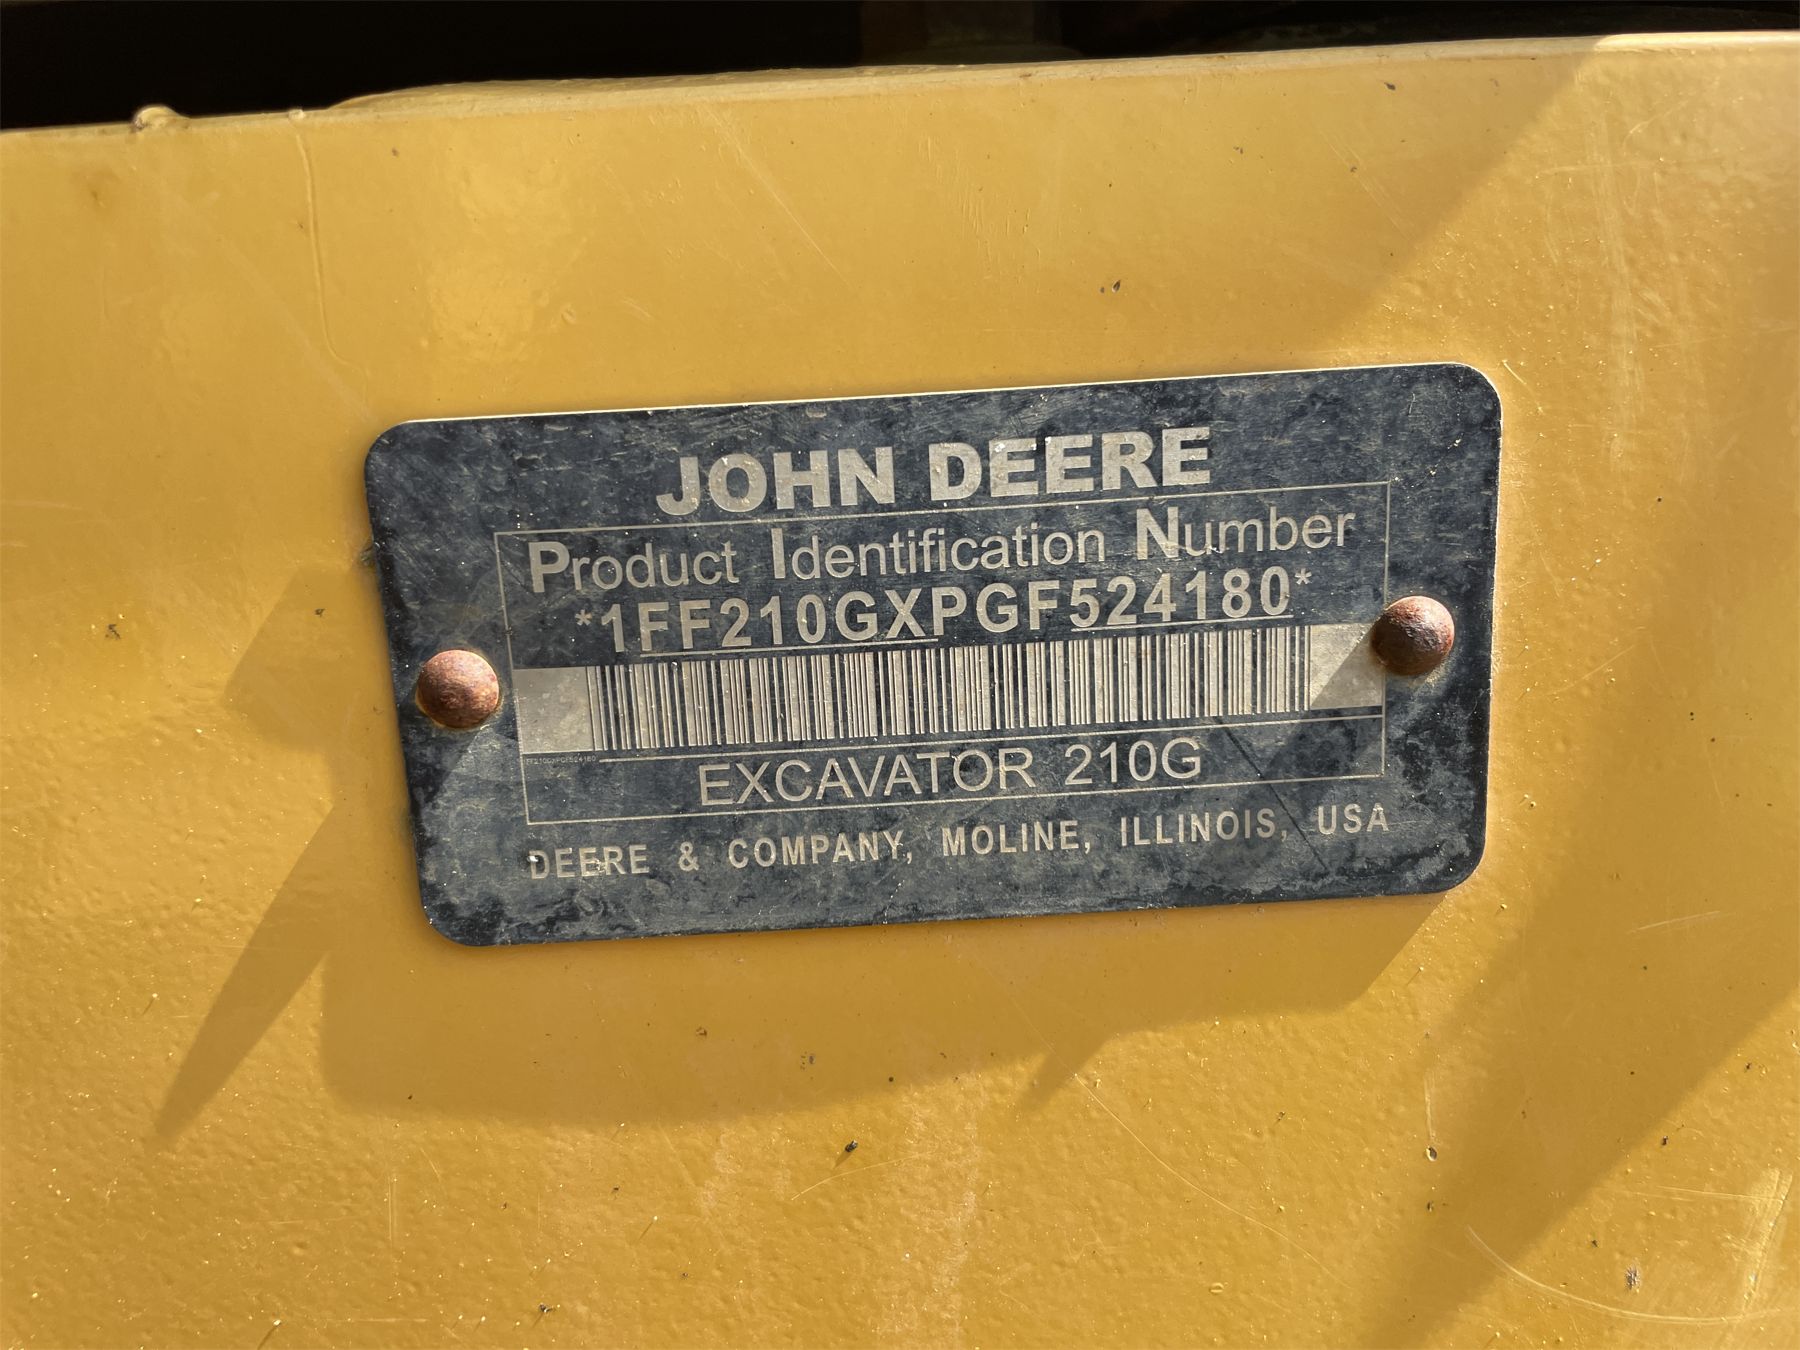 JOHN DEERE
Product Identification Number
*1FF210GXPGF524180*
EXCAVATOR 210G
DEERE & COMPANY, MOLINE, ILLINOIS, USA